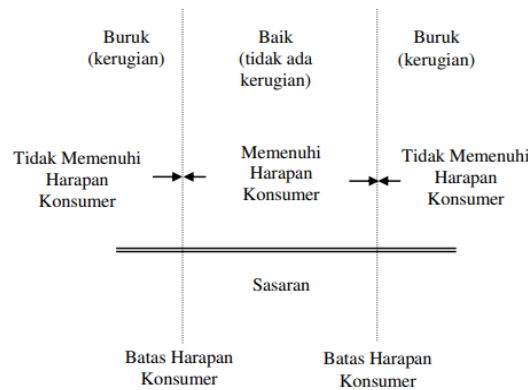 Buruk
(kerugian)
Baik
(tidak ada
kerugian)
Buruk
(kerugian)
Tidak Memenuhi
Harapan
Konsumer
Memenuhi
Harapan
Konsumer
Tidak Memenuhi
Harapan
Konsumer
Sasaran
Batas Harapan
Konsumer
Batas Harapan
Konsumer